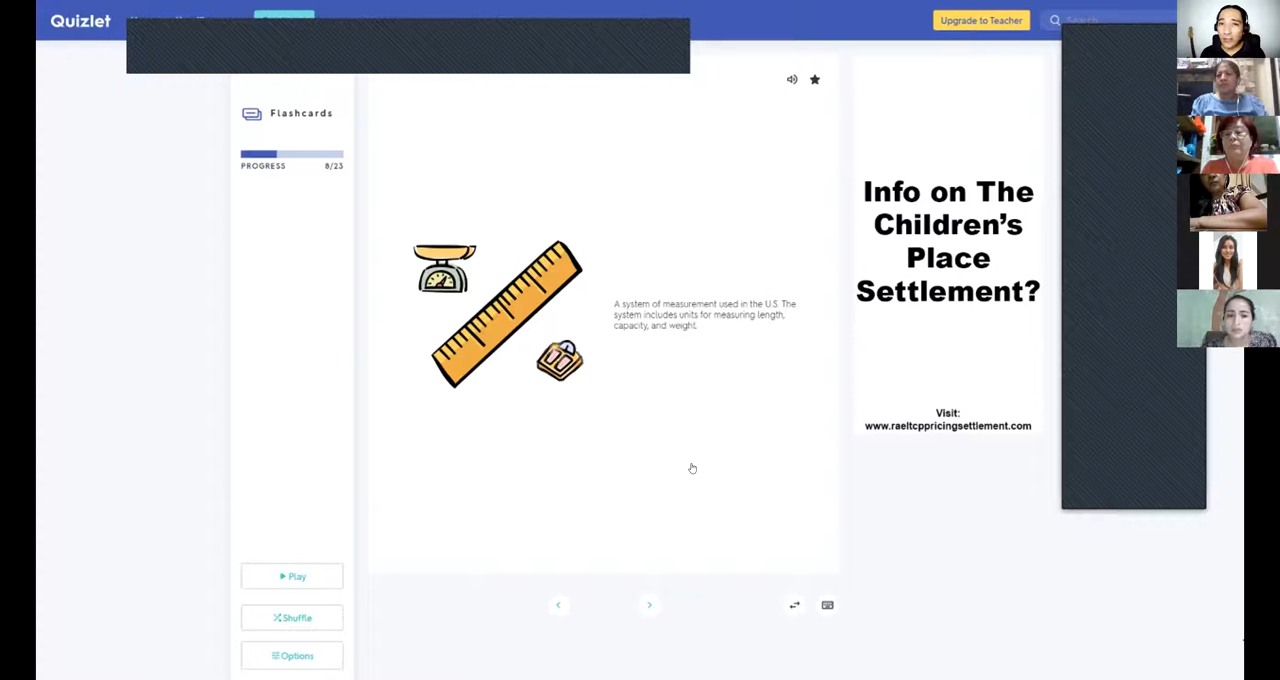 Quizlet
Upgrade to Teacher
Search
Flashcards
PROGRESS 8/23
A system of measurement used in the U.S. The
system includes units for measuring length,
capacity, and weight.
Info on The
Children's
Place
Settlement?
Visit:
www.raeltcppricingsettlement.com
Play
Shuffle
Options